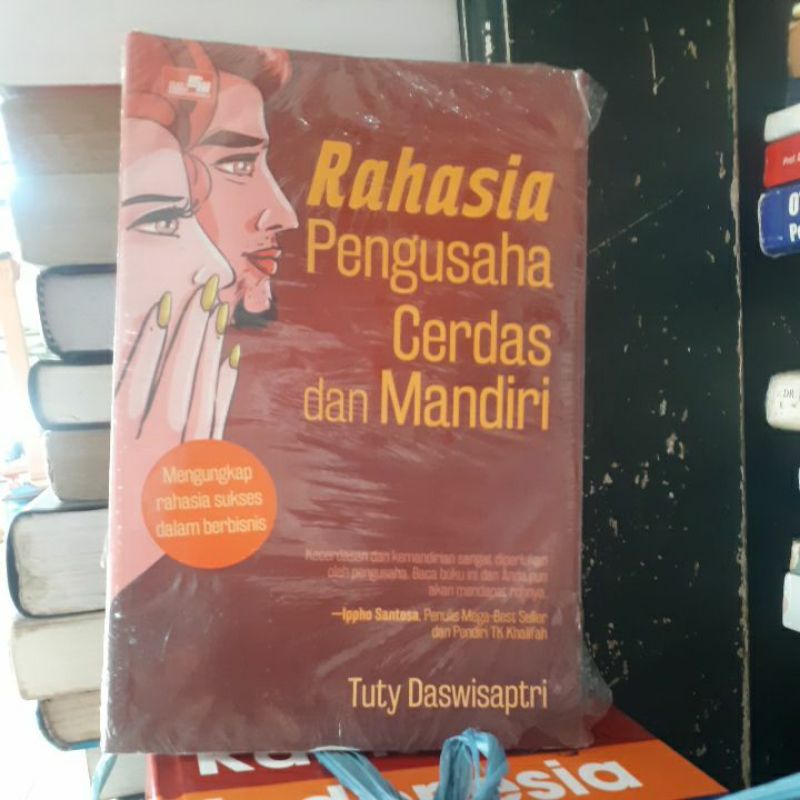 Rahasia
Pengusaha
Cerdas
dan Mandiri
Mengungkap
rahasia sukses
dalam berbisnis
Kecerdasan dan kemandirian sangat diperlukan
oleh pengusaha. Baca buku ini dan Anda pun
akan mendapat rohnya.
—Ippho Santosa, Penulis Mega-Best Seller
dan Pendiri TK Khalifah
Tuty Daswisaptri